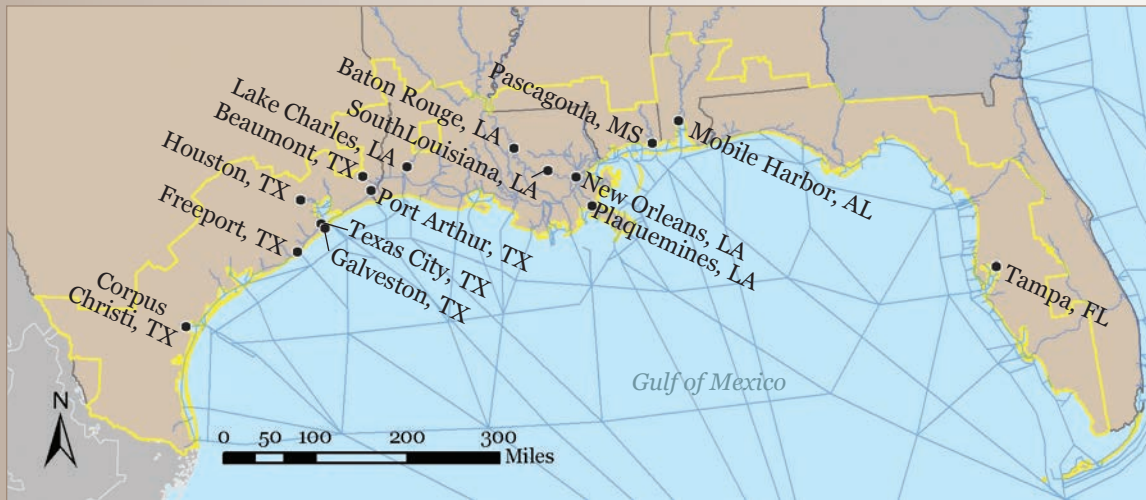 Baton Rouge, LA
Pascagoula, MS
Lake Charles, LA
South Louisiana, LA
Beaumont, TX
Houston, TX
Mobile Harbor, AL
Freeport, TX
New Orleans, LA
Plaquemines, LA
Port Arthur, TX
Texas City, TX
Galveston, TX
Tampa, FL
Corpus
Christi, TX
Gulf of Mexico
N
0 50 100 200 300
Miles